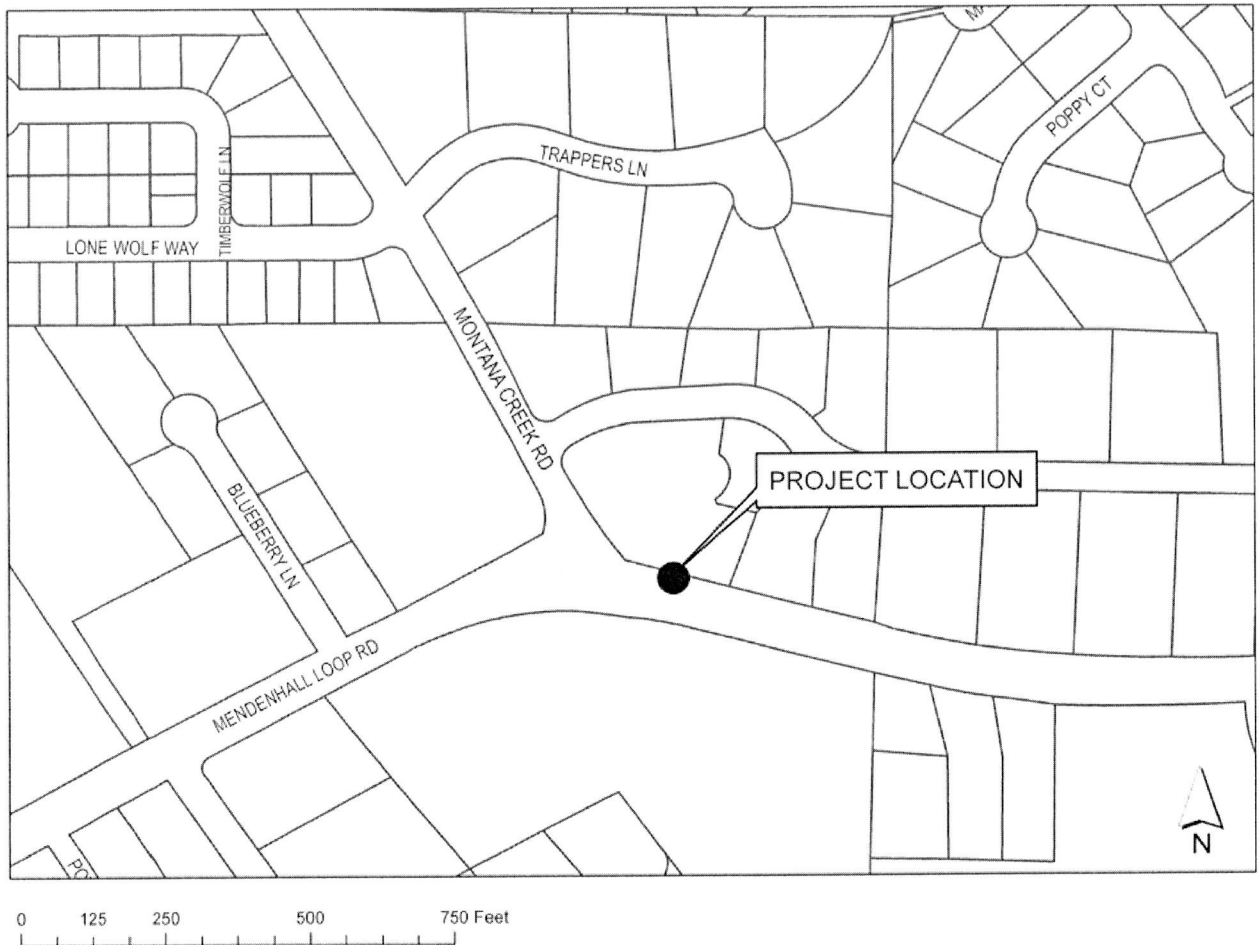 POPPY CT
TRAPPERS LN
TIMBERWOLF LN
LONE WOLF WAY
MONTANA CREEK RD
PROJECT LOCATION
BLUEBERRY LN
MENDENHALL LOOP RD
N
0 125 250 500 750 Feet